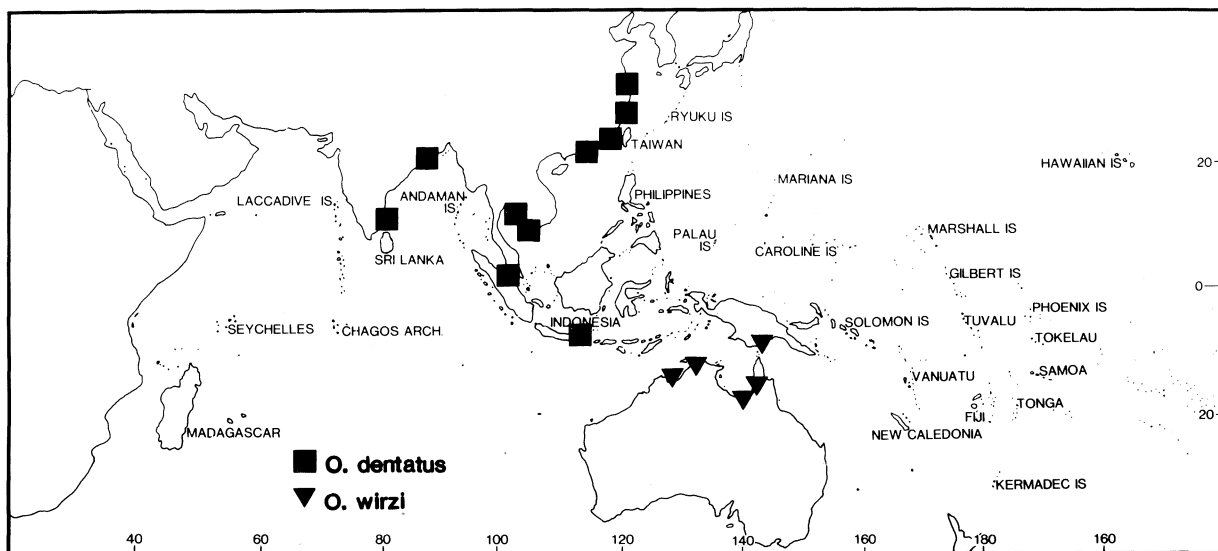 RYUKU IS
TAIWAN
HAWAIIAN IS
20
MARIANA IS
LACCADIVE IS.
ANDAMAN
IS.
PHILIPPINES
MARSHALL IS
PALAU
IS
CAROLINE IS
SRI LANKA
GILBERT IS
0
PHOENIX IS
INDONESIA
SOLOMON IS
TUVALU
SEYCHELLES
CHAGOS ARCH.
TOKELAU
VANUATU
SAMOA
TONGA
FIJI
20
MADAGASCAR
NEW CALEDONIA
O. dentatus
KERMADEC IS
O. wirzi
40 60 80 100 120 140 160 180 160